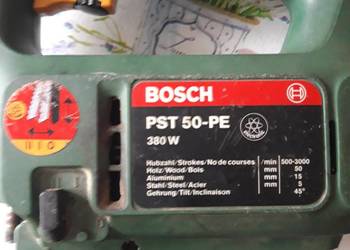 BOSCH
PST 50-PE
380 W
Hubzahl/Strokes/No de courses /min 500-3000
Holz/Wood/Bois mm 50
Aluminium mm 15
Stahl/Steel/Acier mm 5
Gehrung/Tilt/Inclinaison 45°